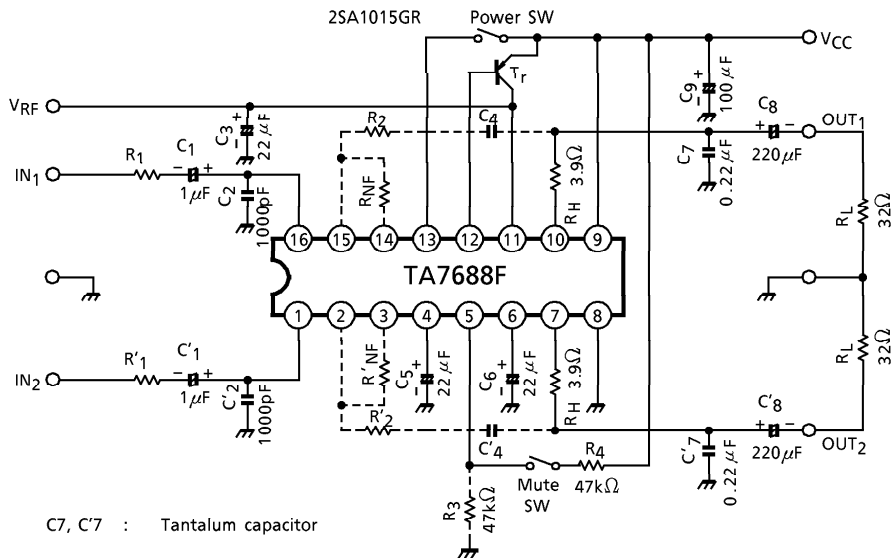 2SA1015GR Power SW
VCC
Tr
VRF
C3 + − 22μF
R2 C4
C9 + − 100μF
C8 + − 220μF
OUT1
IN1
R1
C1 − + 1μF
C2 1000pF
RNF
3.9Ω
RH
C7 0.22μF
RL 32Ω
16 15 14 13 12 11 10 9
TA7688F
1 2 3 4 5 6 7 8
IN2
R'1
C'1 − + 1μF
C'2 1000pF
R'NF
C5 + − 22μF
C6 + − 22μF
3.9Ω
RH
RL 32Ω
R'2 C'4
C'7 0.22μF
C'8 + − 220μF
OUT2
Mute SW
R4 47kΩ
R3 47kΩ
C7, C'7 : Tantalum capacitor